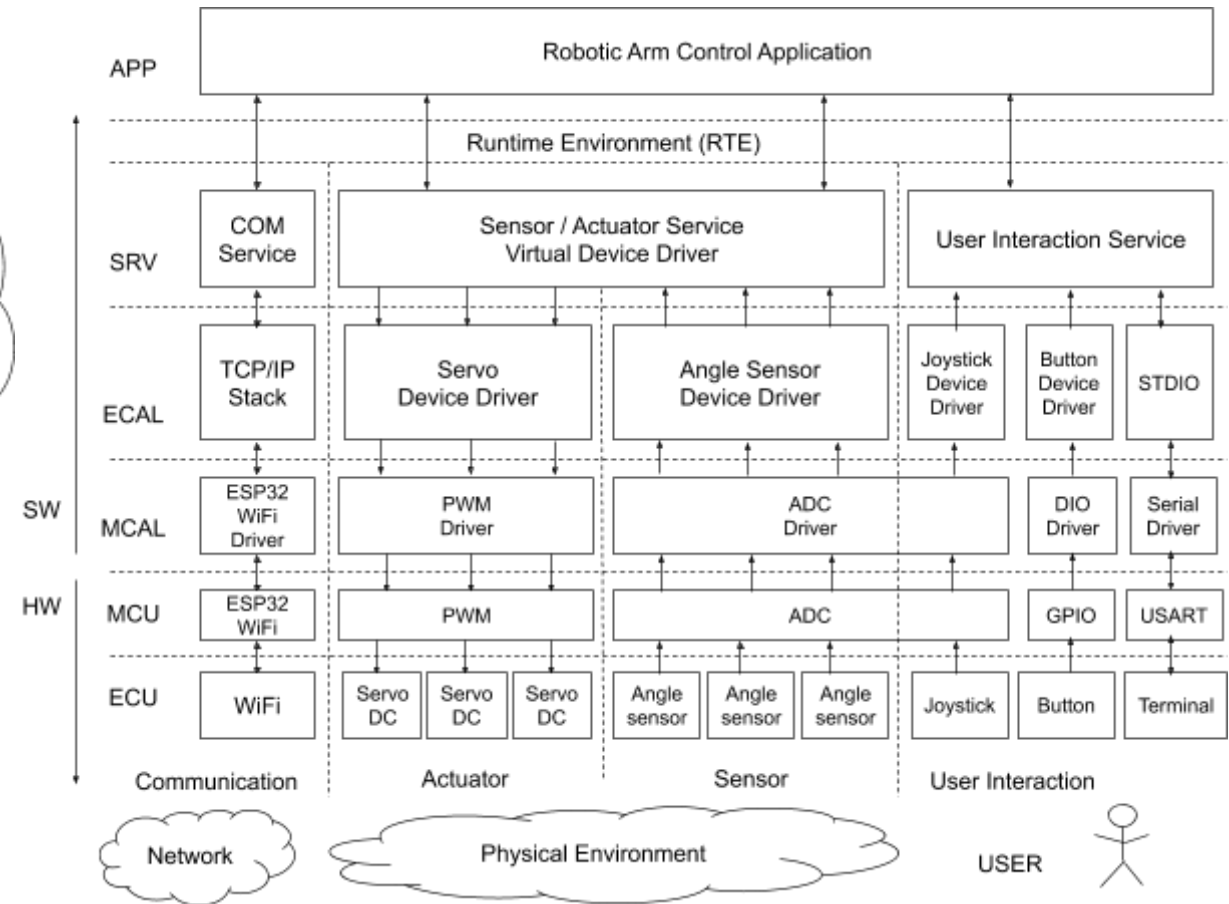 Robotic Arm Control Application
APP
Runtime Environment (RTE)
COM
Service
Sensor / Actuator Service
Virtual Device Driver
User Interaction Service
SRV
TCP/IP
Stack
Servo
Device Driver
Angle Sensor
Device Driver
Joystick
Device
Driver
Button
Device
Driver
STDIO
ECAL
SW
MCAL
ESP32
WiFi
Driver
PWM
Driver
ADC
Driver
DIO
Driver
Serial
Driver
HW
MCU
ESP32
WiFi
PWM
ADC
GPIO
USART
ECU
WiFi
Servo
DC
Servo
DC
Servo
DC
Angle
sensor
Angle
sensor
Angle
sensor
Joystick
Button
Terminal
Communication
Actuator
Sensor
User Interaction
Network
Physical Environment
USER